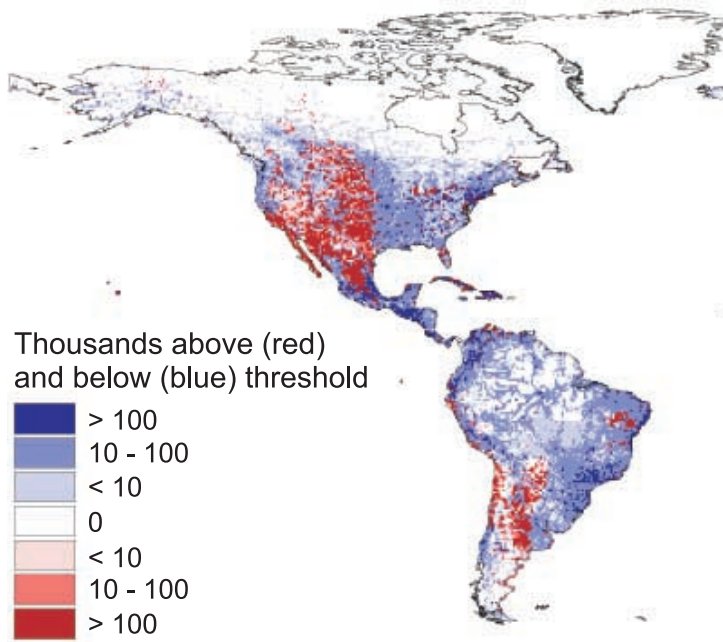 Thousands above (red)
and below (blue) threshold
> 100
10 - 100
< 10
0
< 10
10 - 100
> 100